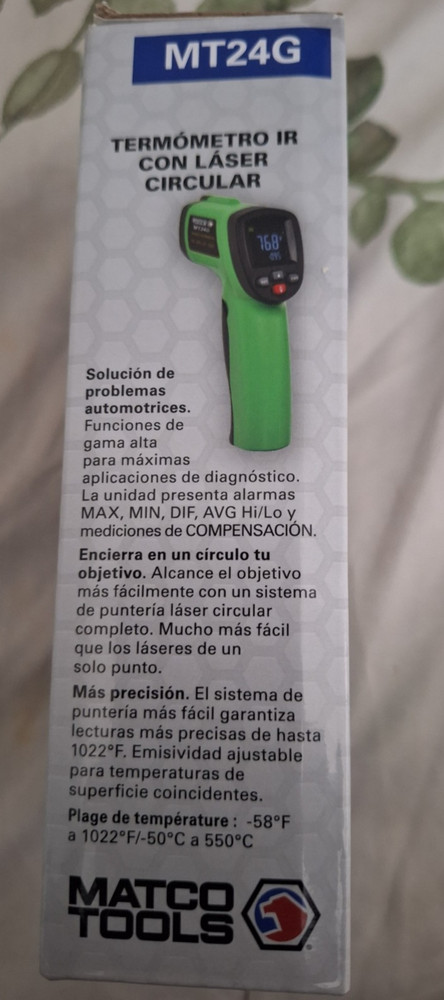 MT24G
TERMÓMETRO IR
CON LÁSER
CIRCULAR
768°
Solución de
problemas
automotrices.
Funciones de
gama alta
para máximas
aplicaciones de diagnóstico.
La unidad presenta alarmas
MAX, MIN, DIF, AVG Hi/Lo y
mediciones de COMPENSACIÓN.
Encierra en un círculo tu
objetivo. Alcance el objetivo
más fácilmente con un sistema
de puntería láser circular
completo. Mucho más fácil
que los láseres de un
solo punto.
Más precisión. El sistema de
puntería más fácil garantiza
lecturas más precisas de hasta
1022°F. Emisividad ajustable
para temperaturas de
superficie coincidentes.
Plage de température : -58°F
a 1022°F/-50°C a 550°C
MATCO
TOOLS